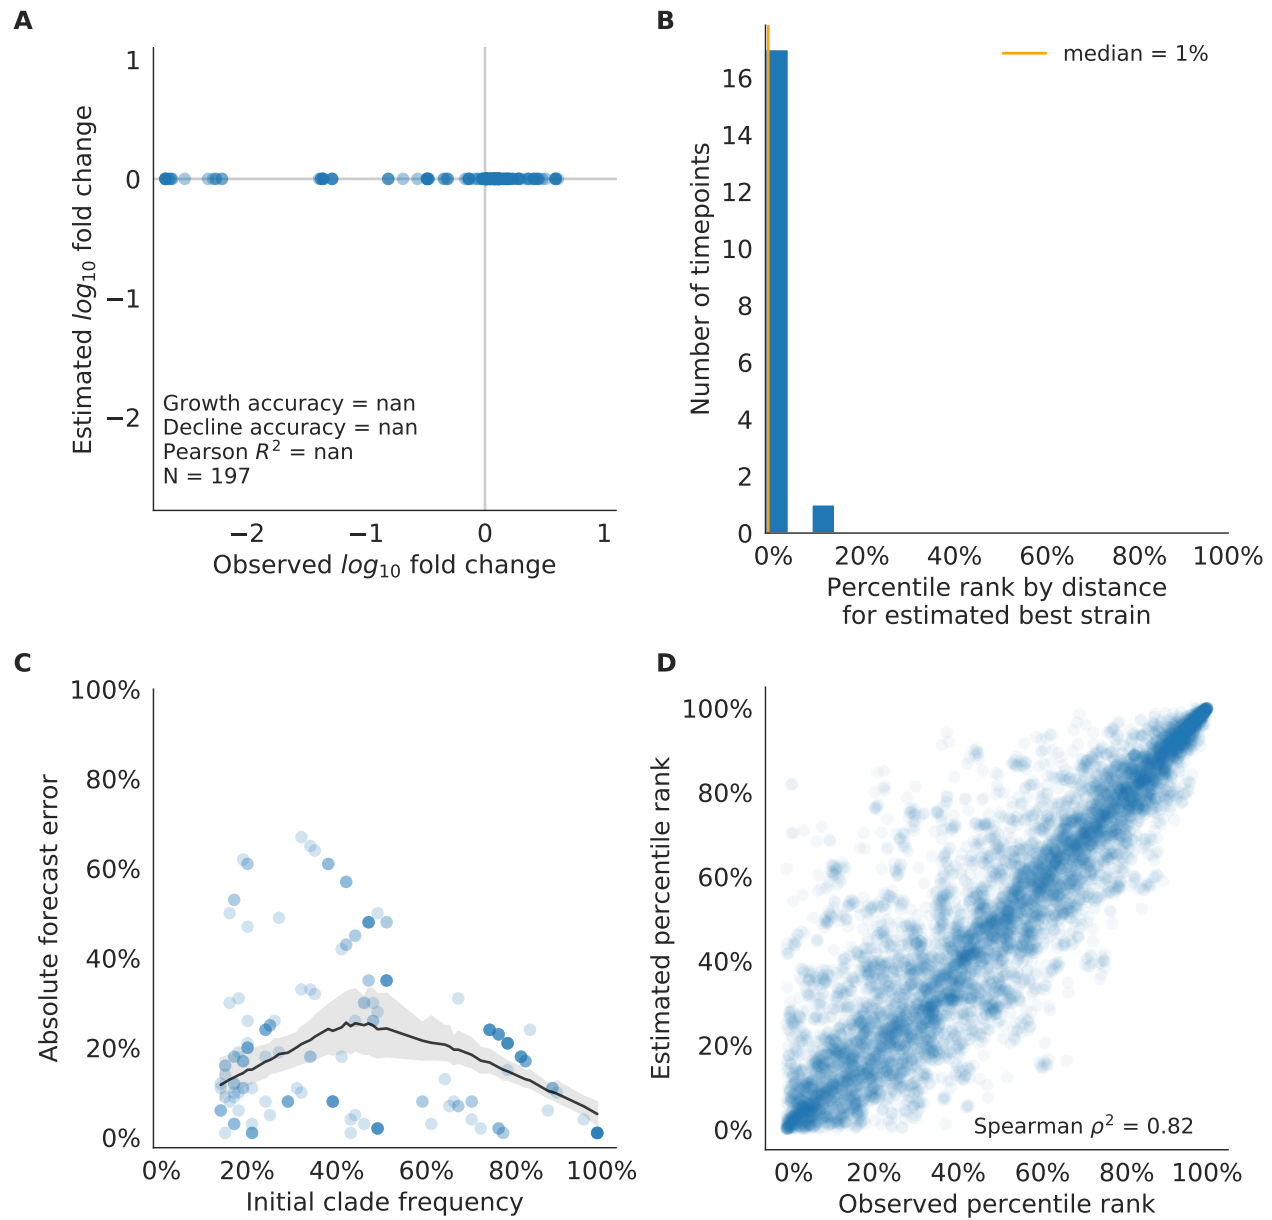 A
1
0
−1
−2
Estimated log10 fold change
Growth accuracy = nan
Decline accuracy = nan
Pearson R2 = nan
N = 197
−2
−1
0
1
Observed log10 fold change
B
median = 1%
16
14
12
10
8
6
4
2
0
Number of timepoints
0%
20%
40%
60%
80%
100%
Percentile rank by distance
for estimated best strain
C
100%
80%
60%
40%
20%
0%
Absolute forecast error
0%
20%
40%
60%
80%
100%
Initial clade frequency
D
100%
80%
60%
40%
20%
0%
Estimated percentile rank
Spearman ρ2 = 0.82
0%
20%
40%
60%
80%
100%
Observed percentile rank